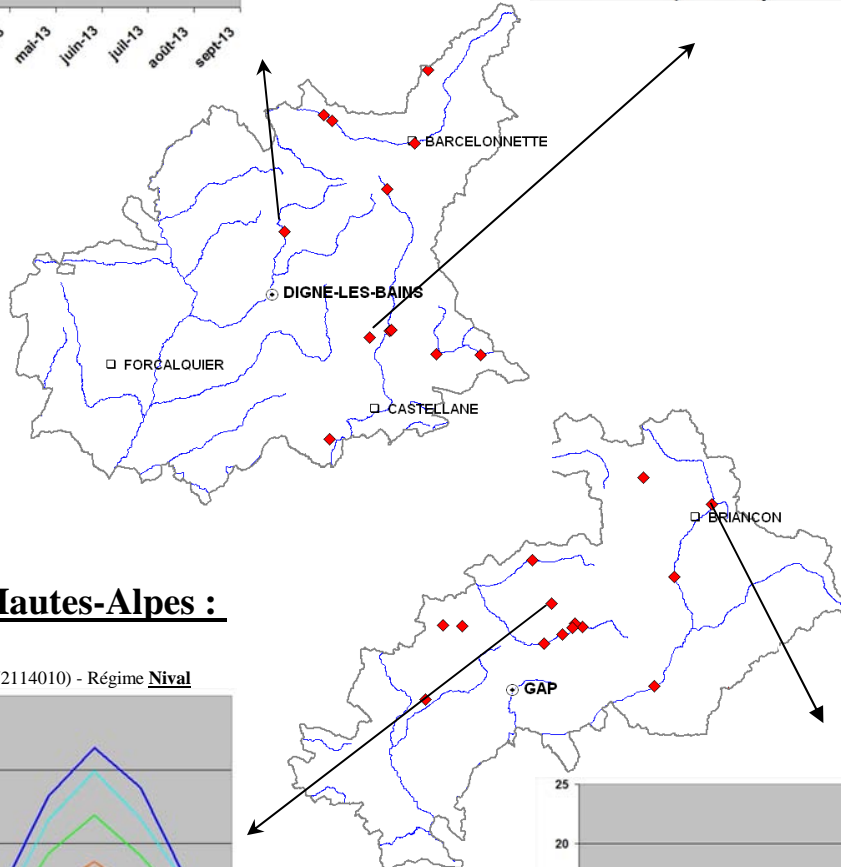 mai-13
juin-13
juil-13
août-13
sept-13
BARCELONNETTE
DIGNE-LES-BAINS
FORCALQUIER
CASTELLANE
BRIANCON
Hautes-Alpes :
2114010) - Régime Nival
GAP
25
20